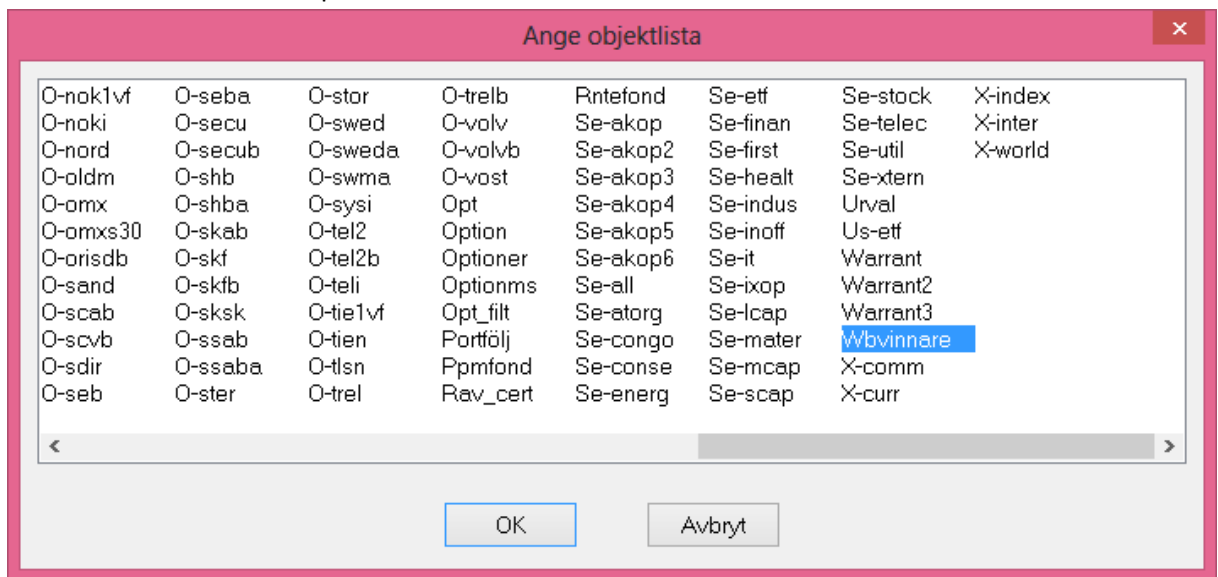 Ange objektlista
O-nok1vf O-seba O-stor O-trelb Rntefond Se-etf Se-stock X-index
O-noki O-secu O-swed O-volv Se-akop Se-finan Se-telec X-inter
O-nord O-secub O-sweda O-volvb Se-akop2 Se-first Se-util X-world
O-oldm O-shb O-swma O-vost Se-akop3 Se-healt Se-xtern
O-omx O-shba O-sysi Opt Se-akop4 Se-indus Urval
O-omxs30 O-skab O-tel2 Option Se-akop5 Se-inoff Us-etf
O-orisdb O-skf O-tel2b Optioner Se-akop6 Se-it Warrant
O-sand O-skfb O-teli Optionms Se-all Se-ixop Warrant2
O-scab O-sksk O-tie1vf Opt_filt Se-atorg Se-lcap Warrant3
O-scvb O-ssab O-tien Portfölj Se-congo Se-mater Wbvinnare
O-sdir O-ssaba O-tlsn Ppmfond Se-conse Se-mcap X-comm
O-seb O-ster O-trel Rav_cert Se-energ Se-scap X-curr
OK Avbryt